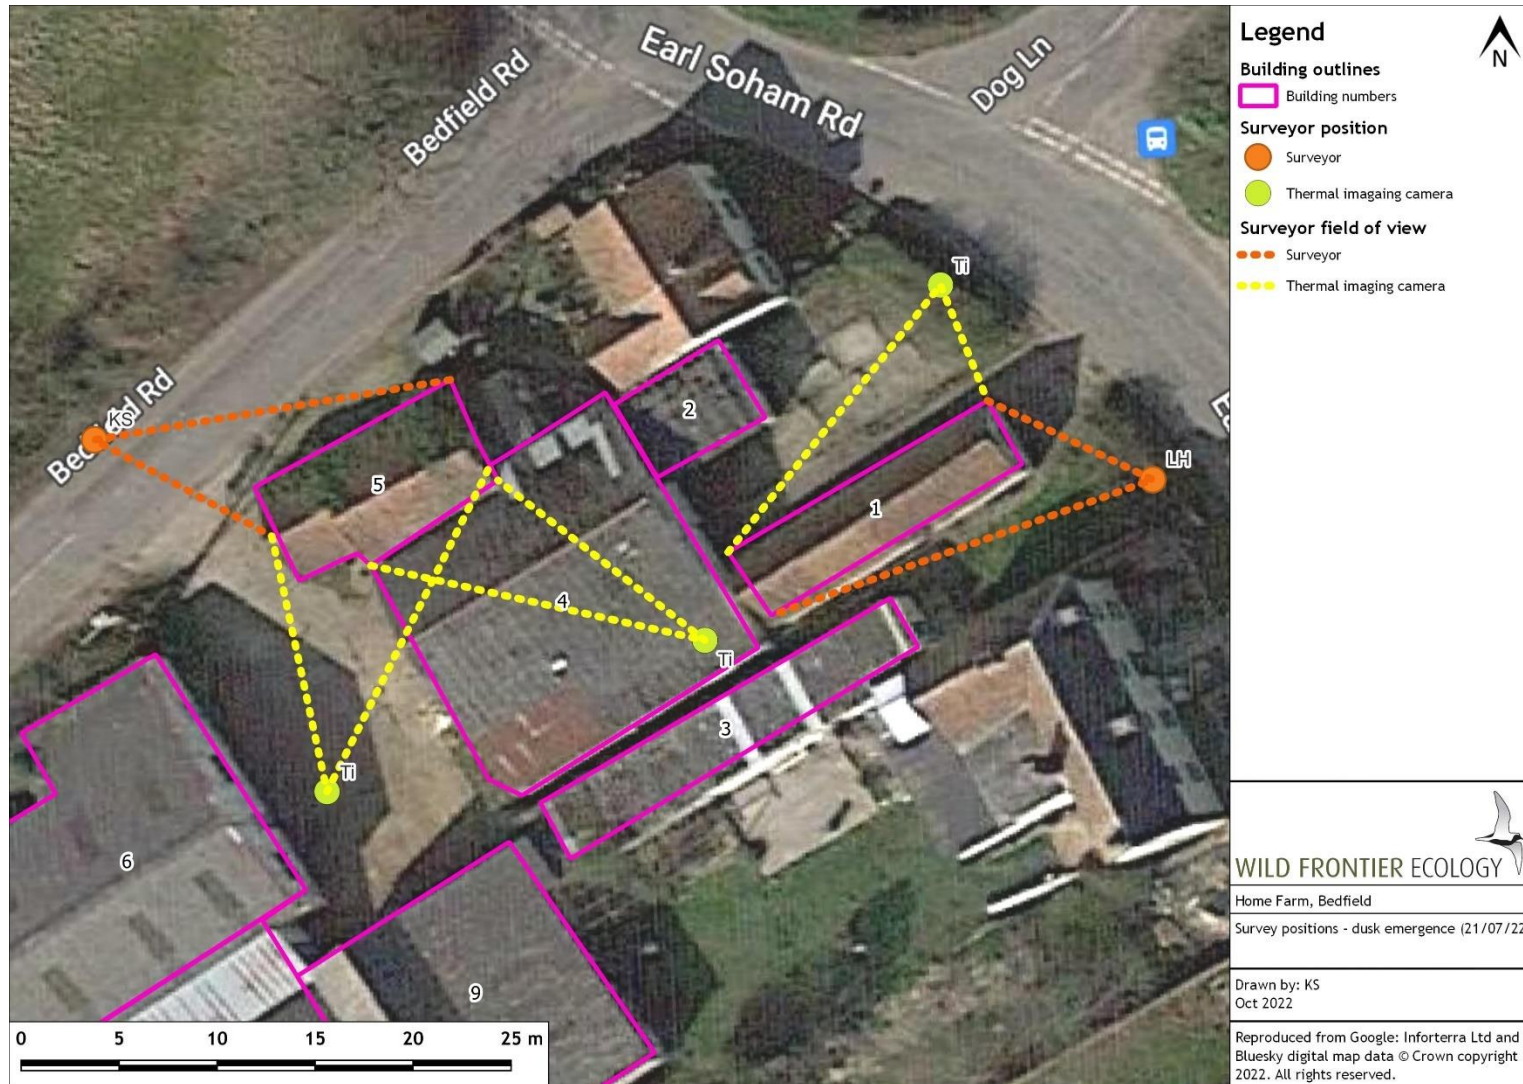 Earl Soham Rd
Dog Ln
Bedfield Rd
Ti
KS
Bedfield Rd
2
LH
5
1
4
Ti
3
Ti
6
9
0 5 10 15 20 25 m
Legend
N
Building outlines
Building numbers
Surveyor position
Surveyor
Thermal imagaing camera
Surveyor field of view
Surveyor
Thermal imaging camera
WILD FRONTIER ECOLOGY
Home Farm, Bedfield
Survey positions - dusk emergence (21/07/22
Drawn by: KS
Oct 2022
Reproduced from Google: Inforterra Ltd and
Bluesky digital map data © Crown copyright
2022. All rights reserved.